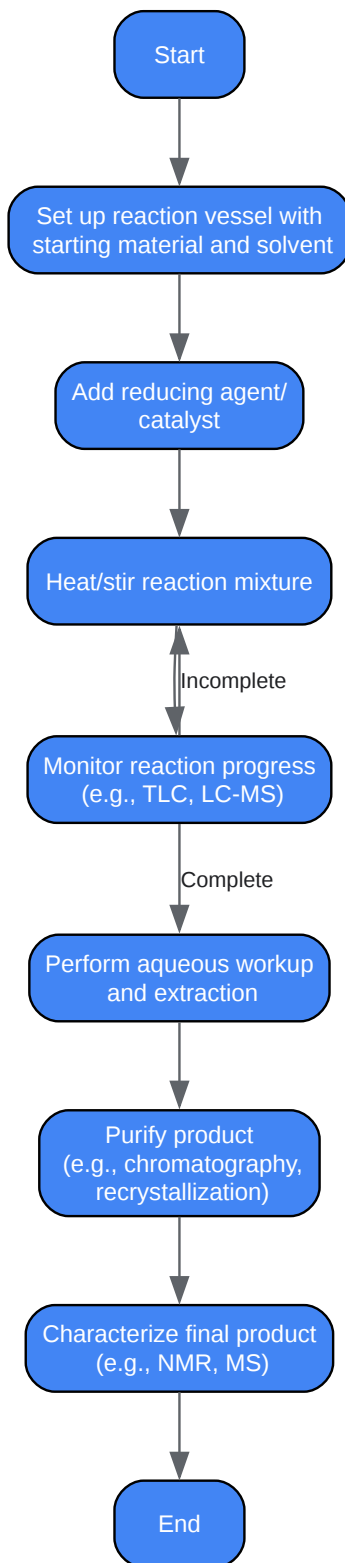 Start
Set up reaction vessel with
starting material and solvent
Add reducing agent/
catalyst
Heat/stir reaction mixture
Incomplete
Monitor reaction progress
(e.g., TLC, LC-MS)
Complete
Perform aqueous workup
and extraction
Purify product
(e.g., chromatography,
recrystallization)
Characterize final product
(e.g., NMR, MS)
End